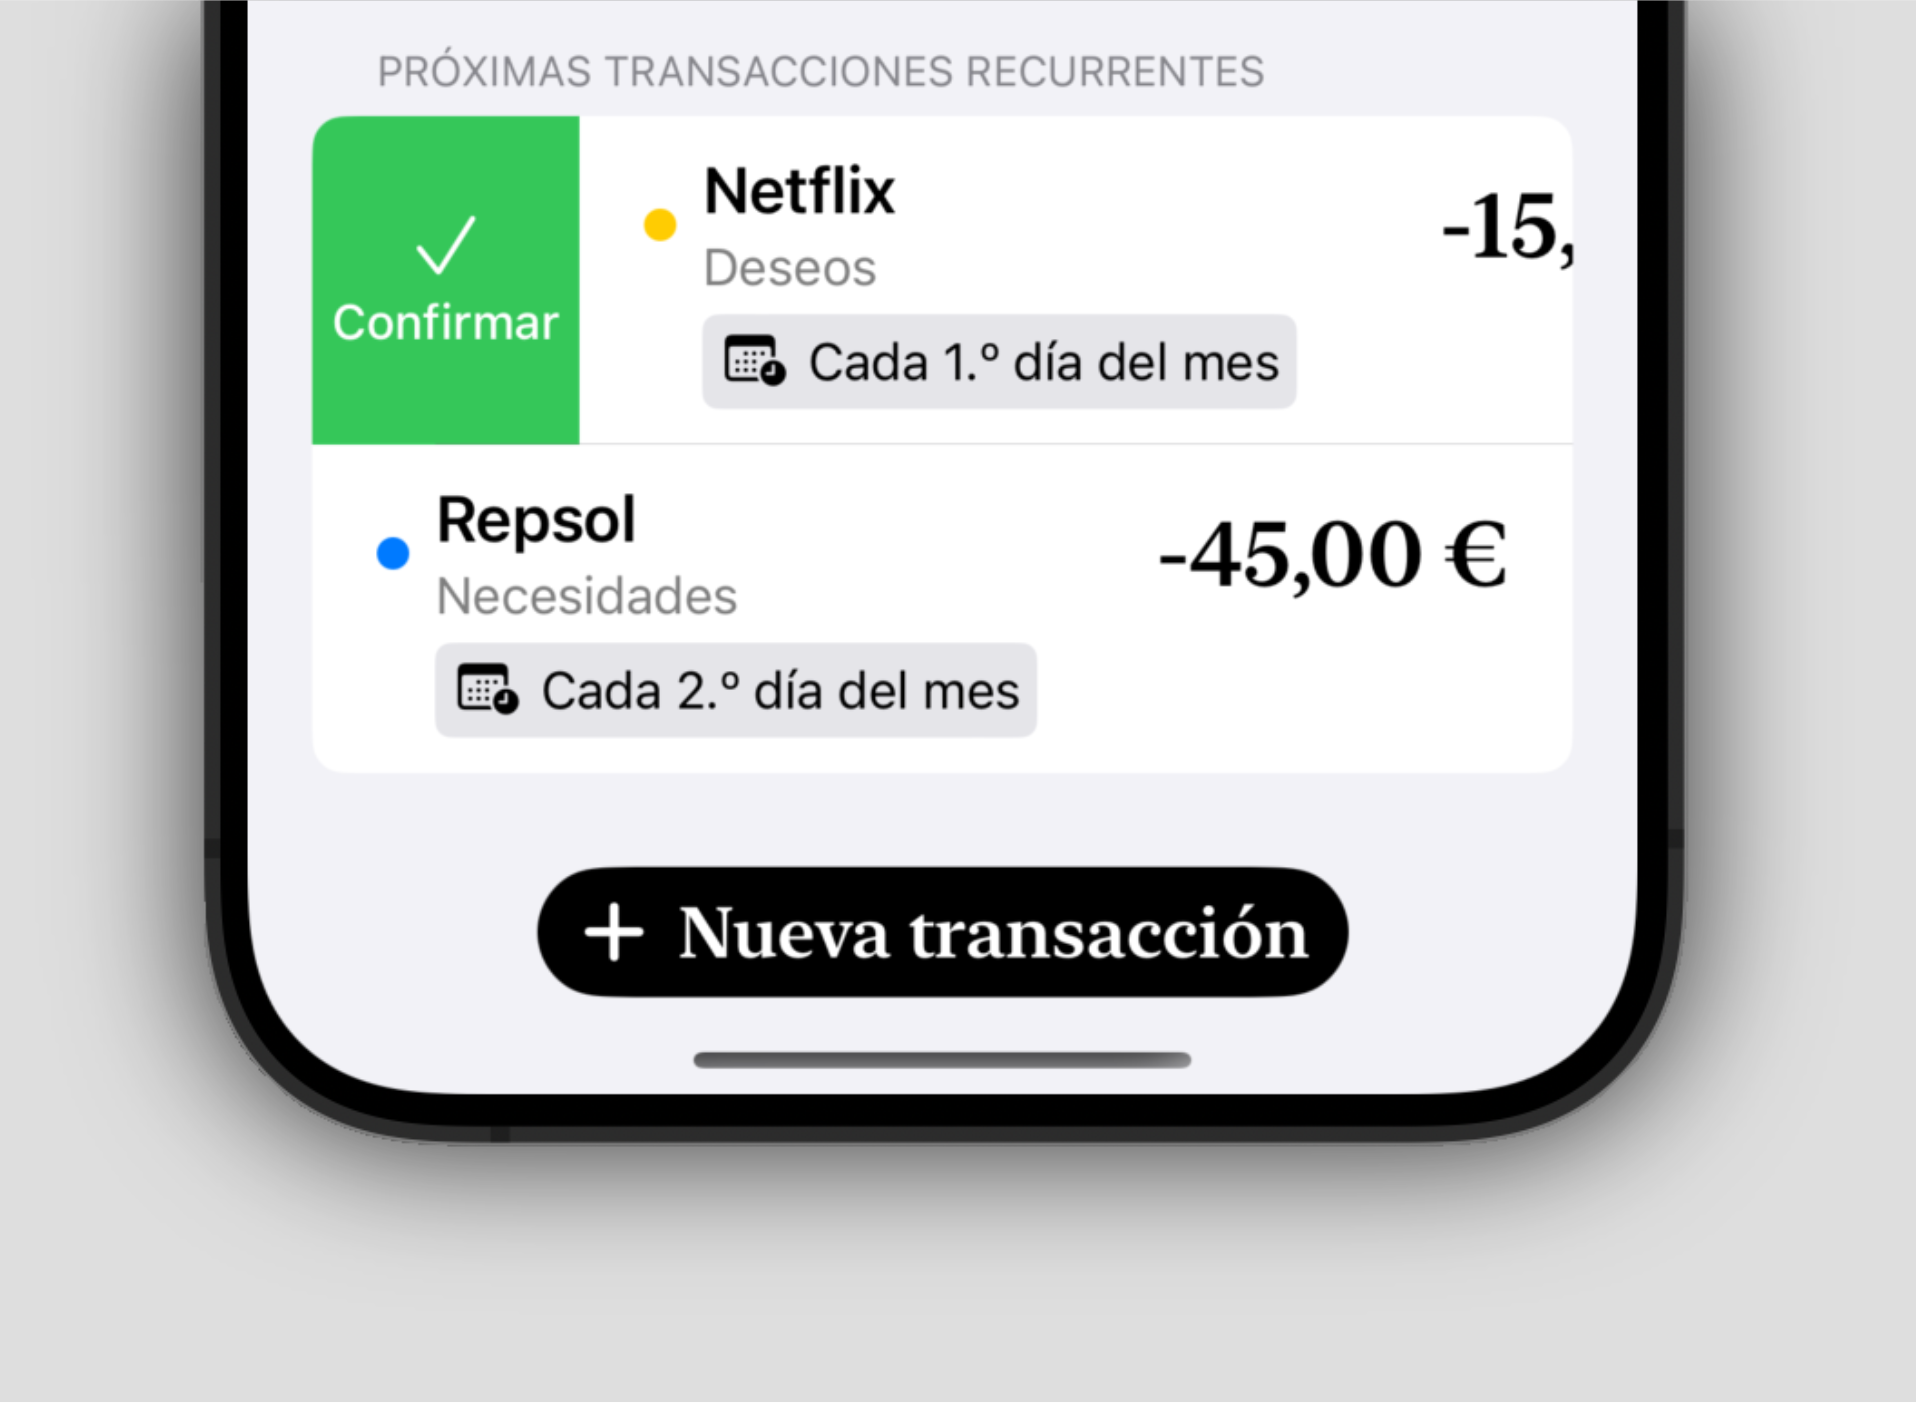 PRÓXIMAS TRANSACCIONES RECURRENTES
Confirmar
Netflix
Deseos
-15,
Cada 1.º día del mes
Repsol
Necesidades
-45,00 €
Cada 2.º día del mes
+ Nueva transacción